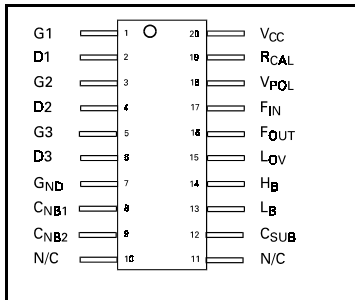 G1 1 20 VCC
D1 2 19 RCAL
G2 3 18 VPOL
D2 4 17 FIN
G3 5 16 FOUT
D3 6 15 LOV
GND 7 14 HB
CNB1 8 13 LB
CNB2 9 12 CSUB
N/C 10 11 N/C